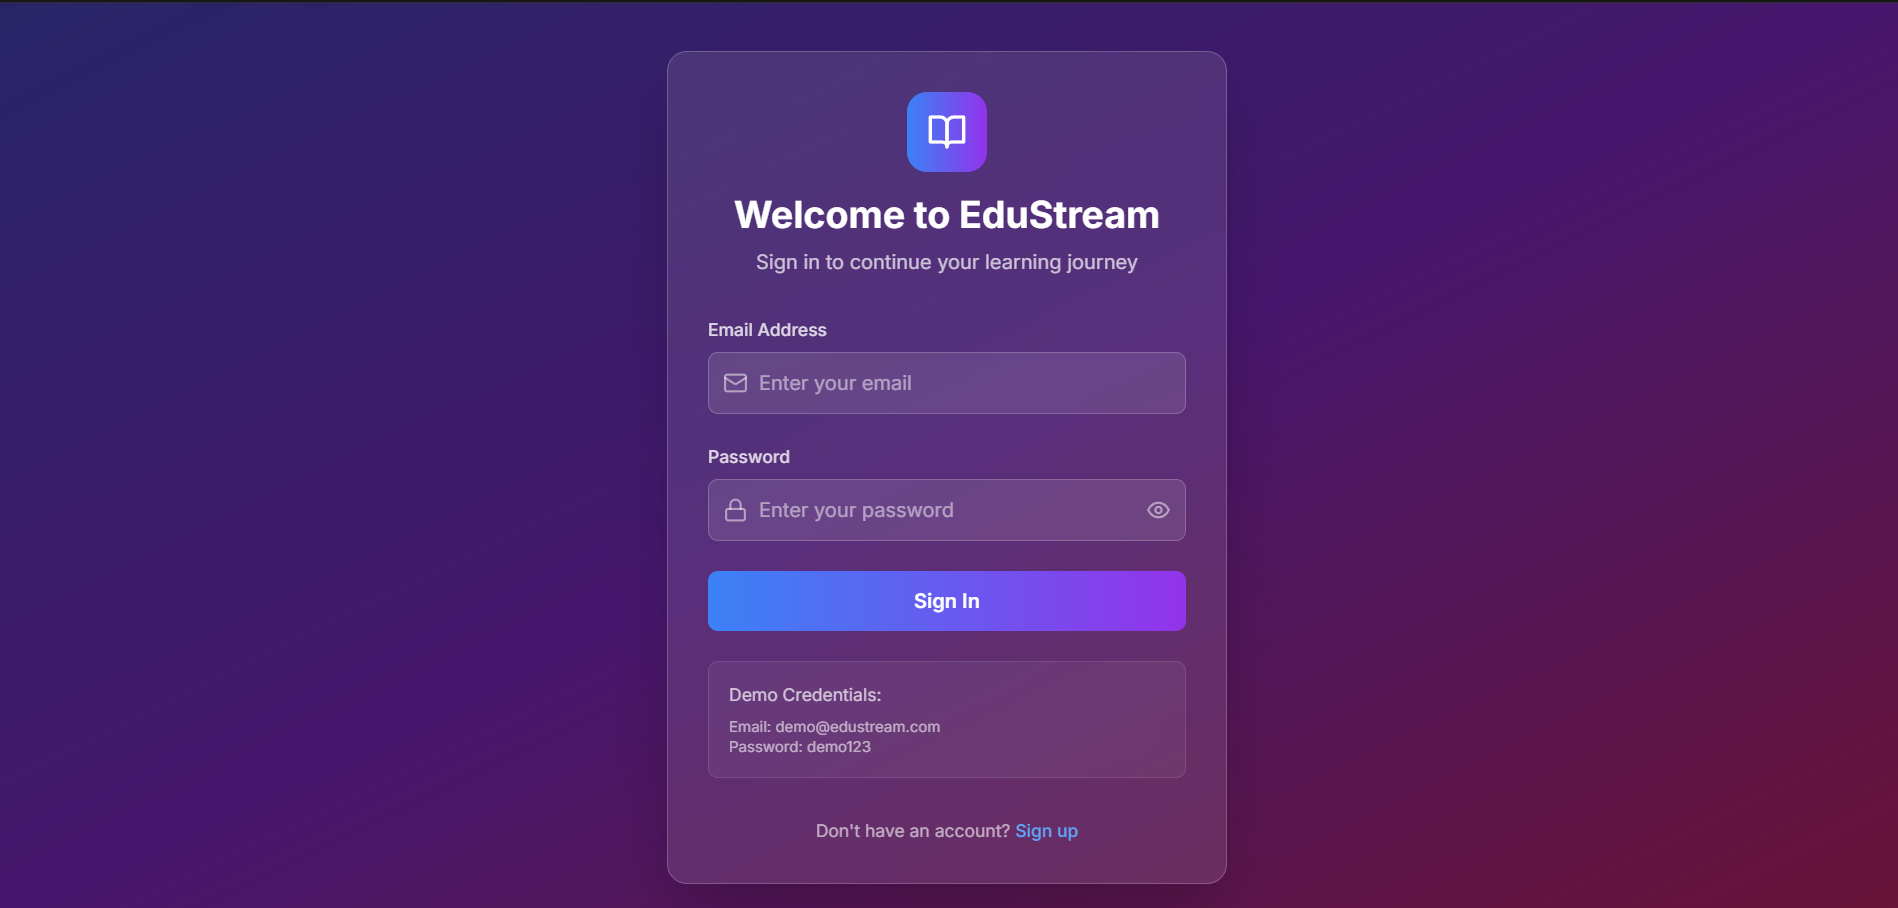 Welcome to EduStream
Sign in to continue your learning journey
Email Address
Enter your email
Password
Enter your password
Sign In
Demo Credentials:
Email: demo@edustream.com
Password: demo123
Don't have an account? Sign up